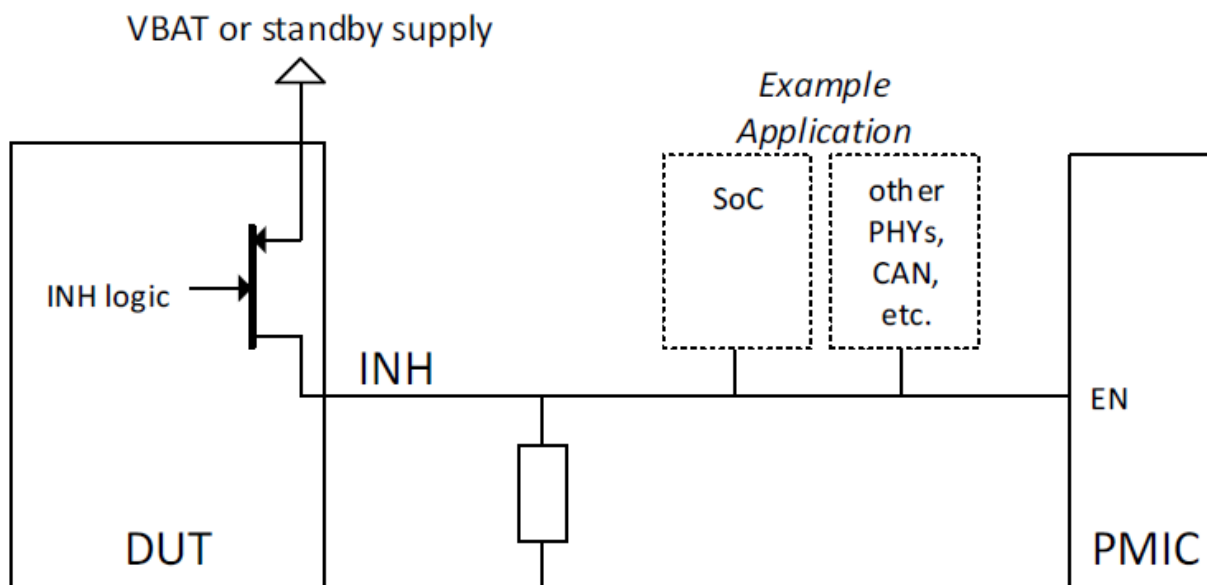 VBAT or standby supply
Example
Application
SoC
other
PHYs,
CAN,
etc.
INH logic
INH
EN
DUT
PMIC